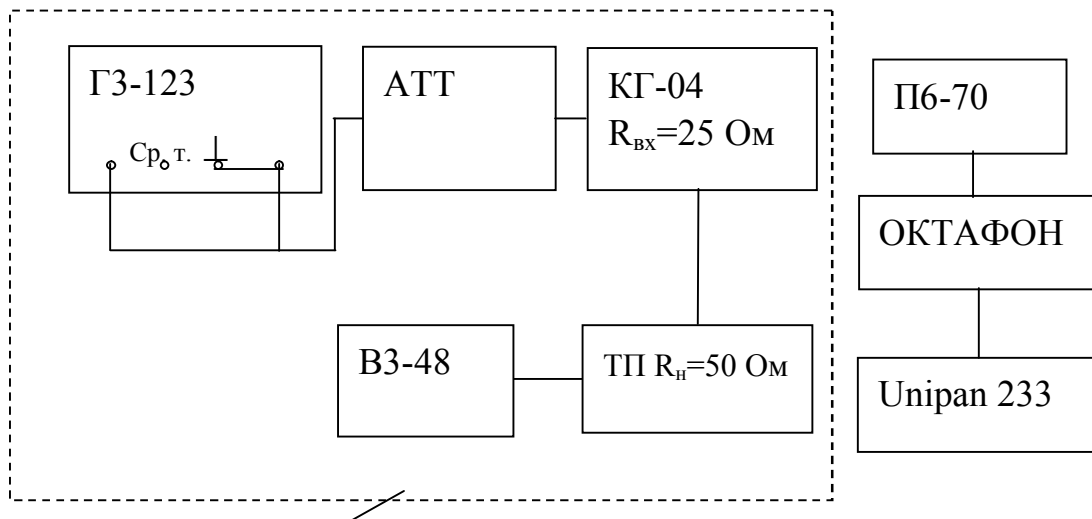 Г3-123
Ср. т.
АТТ
КГ-04
Rвх=25 Ом
П6-70
ОКТАФОН
В3-48
ТП Rн=50 Ом
Unipan 233